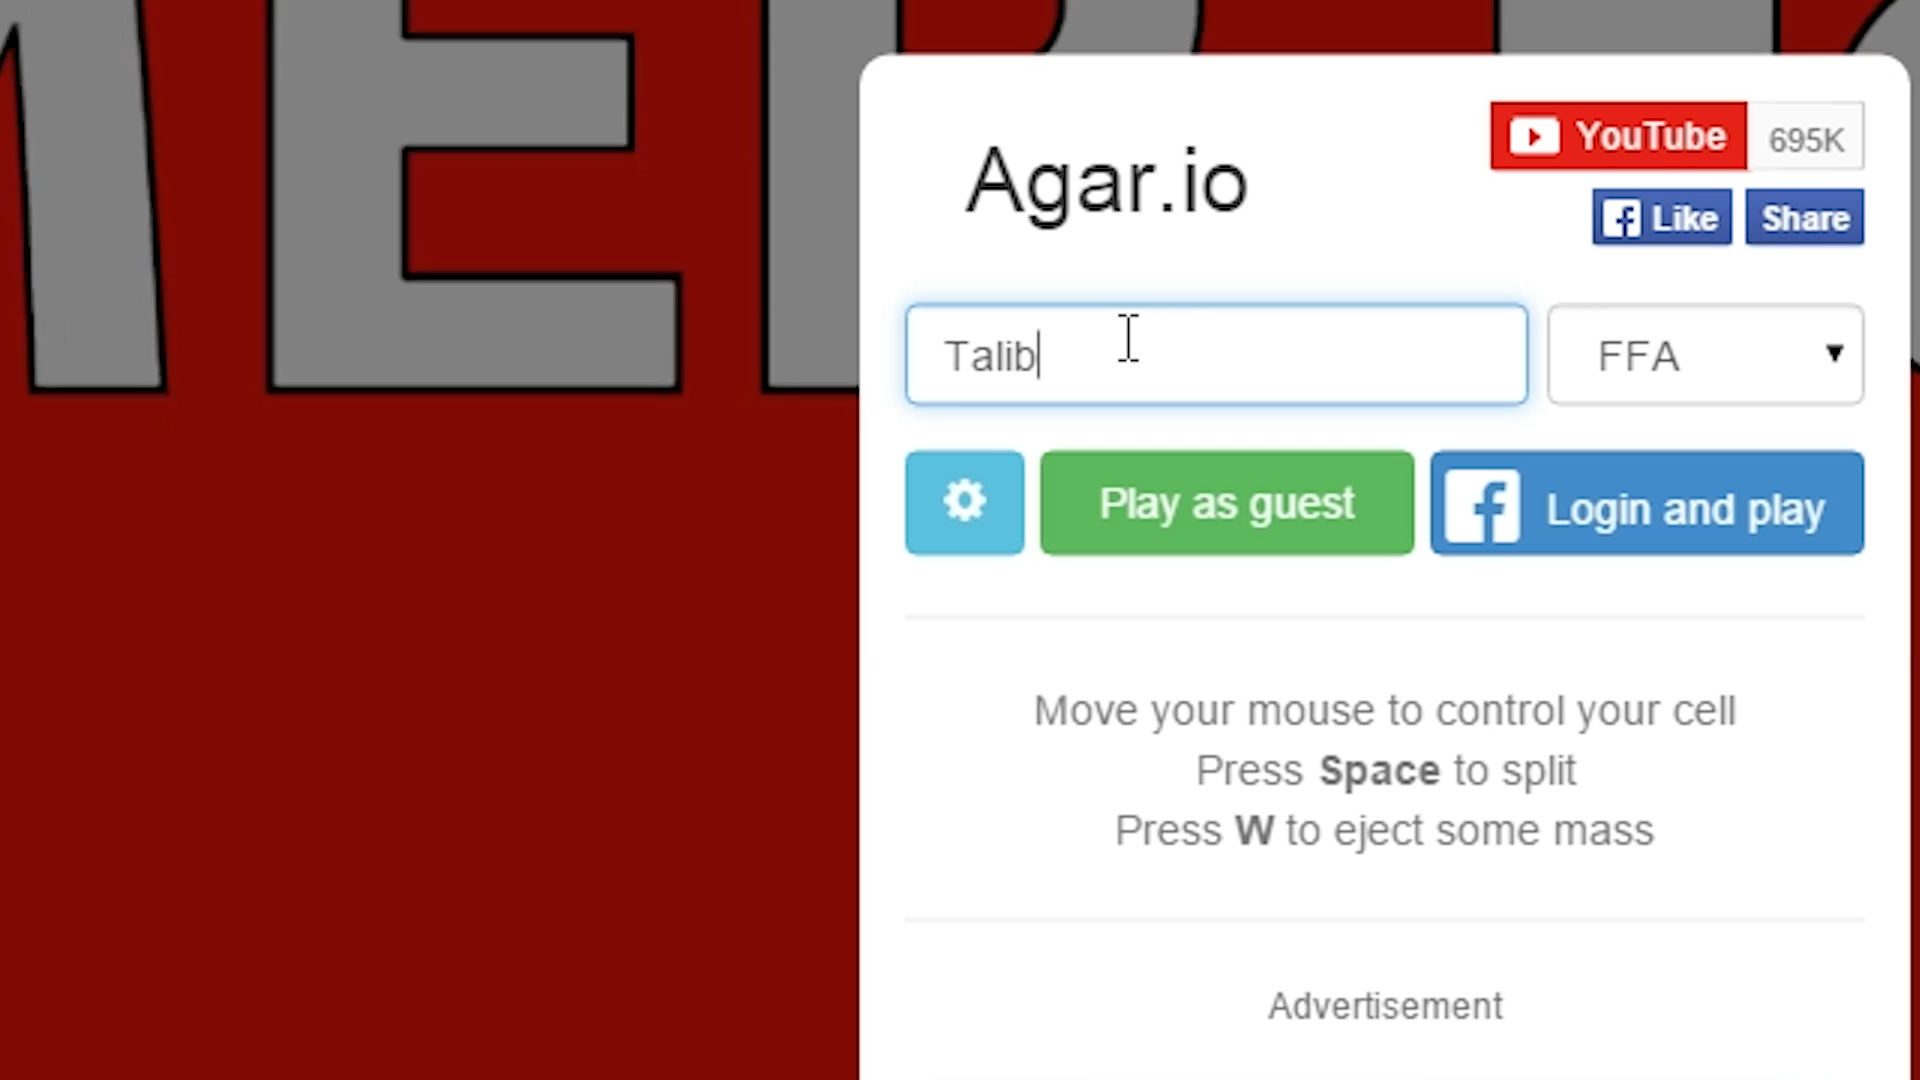 YouTube 695K
Agar.io
Like Share
Talib FFA
Play as guest Login and play
Move your mouse to control your cell
Press Space to split
Press W to eject some mass
Advertisement